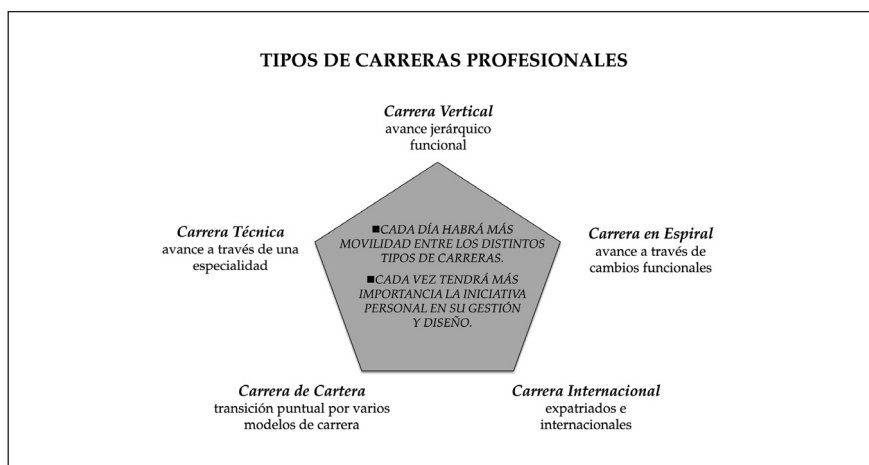 TIPOS DE CARRERAS PROFESIONALES
Carrera Vertical
avance jerárquico
funcional
Carrera Técnica
avance a través de una
especialidad
■CADA DÍA HABRÁ MÁS
MOVILIDAD ENTRE LOS DISTINTOS
TIPOS DE CARRERAS.
■CADA VEZ TENDRÁ MÁS
IMPORTANCIA LA INICIATIVA
PERSONAL EN SU GESTIÓN
Y DISEÑO.
Carrera en Espiral
avance a través de
cambios funcionales
Carrera de Cartera
transición puntual por varios
modelos de carrera
Carrera Internacional
expatriados e
internacionales